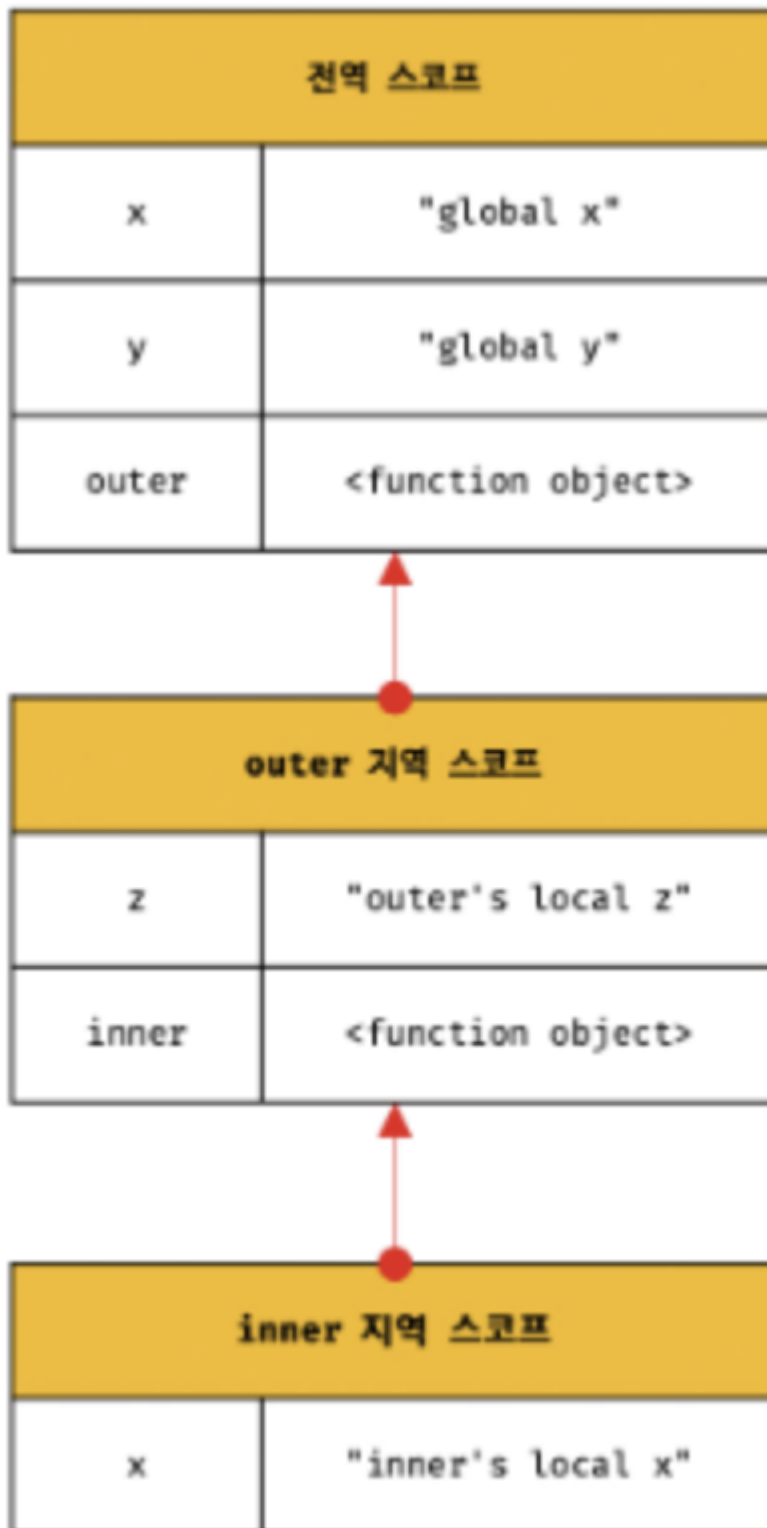 전역 스코프
x "global x"
y "global y"
outer <function object>
outer 지역 스코프
z "outer's local z"
inner <function object>
inner 지역 스코프
x "inner's local x"